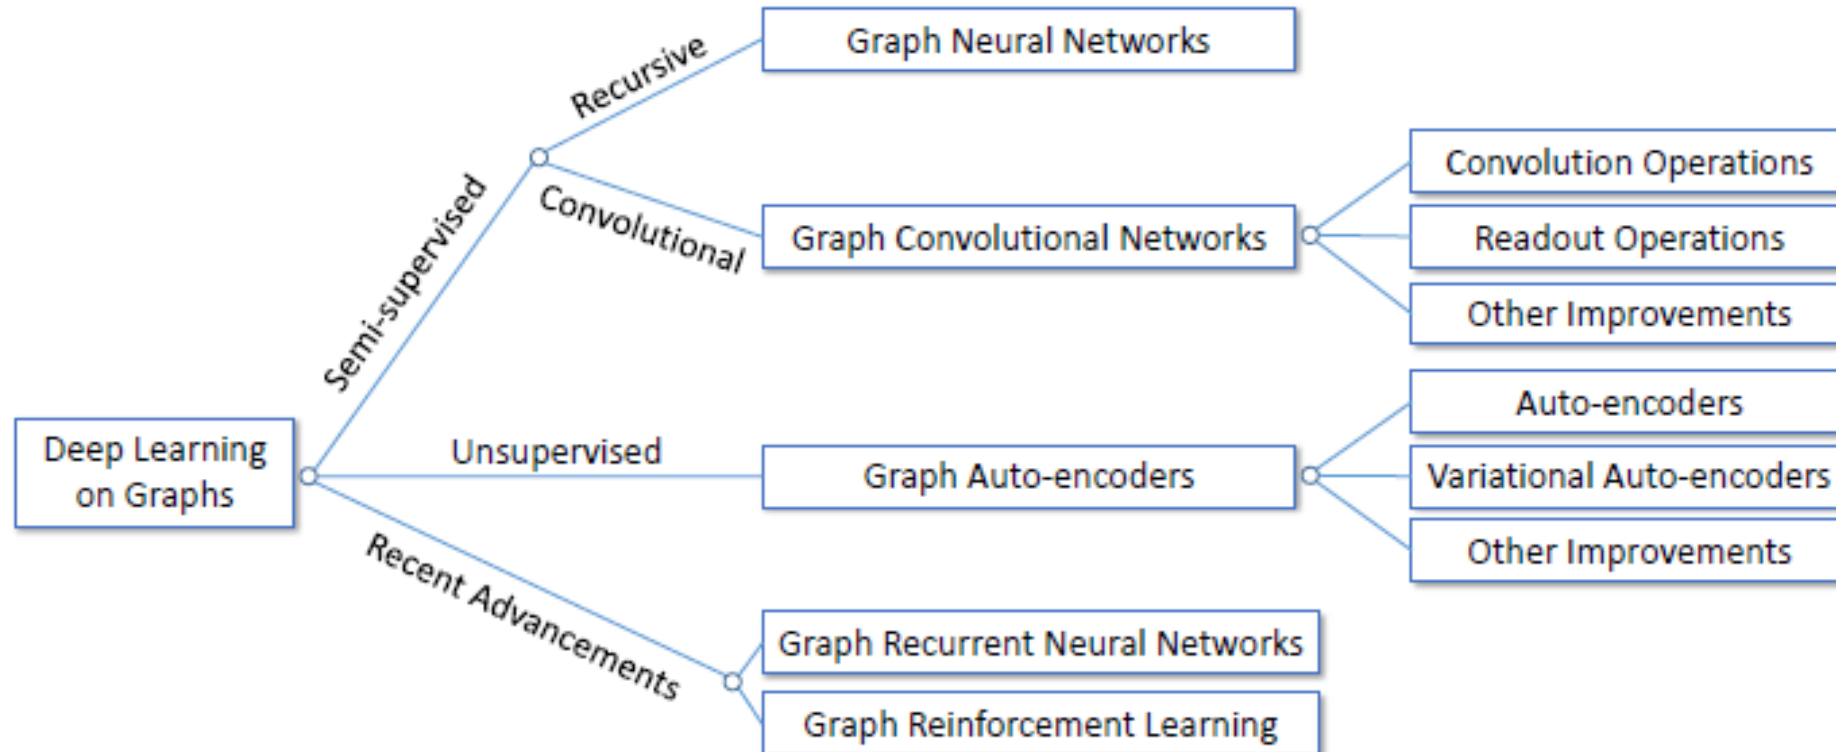 Graph Neural Networks
Recursive
Convolution Operations
Convolutional
Graph Convolutional Networks
Readout Operations
Other Improvements
Semi-supervised
Auto-encoders
Deep Learning
on Graphs
Unsupervised
Graph Auto-encoders
Variational Auto-encoders
Other Improvements
Recent Advancements
Graph Recurrent Neural Networks
Graph Reinforcement Learning